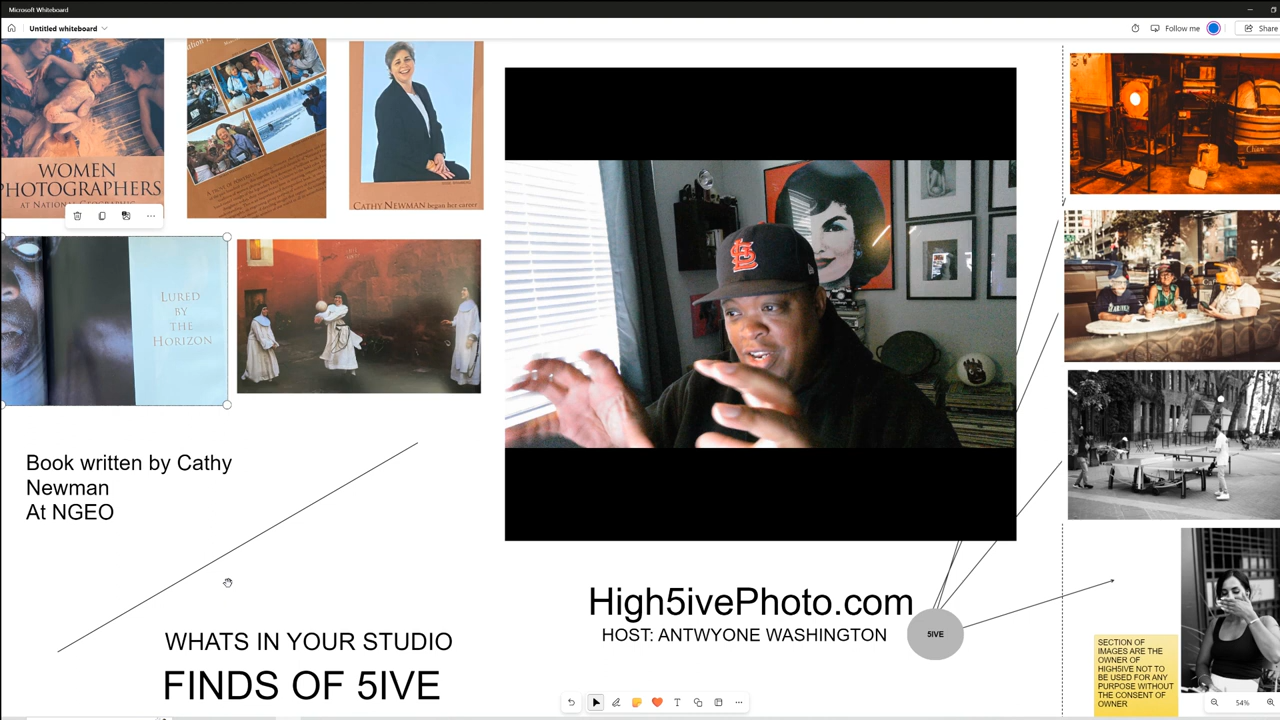 Microsoft Whiteboard
Untitled whiteboard
Follow me
Share
WOMEN
PHOTOGRAPHERS
AT NATIONAL GEOGRAPHIC
CATHY NEWMAN began her career
LURED
BY
THE
HORIZON
Book written by Cathy
Newman
At NGEO
WHATS IN YOUR STUDIO
FINDS OF 5IVE
High5ivePhoto.com
HOST: ANTWYONE WASHINGTON
5IVE
SECTION OF
IMAGES ARE THE
OWNER OF
HIGH5IVE NOT TO
BE USED FOR ANY
PURPOSE WITHOUT
THE CONSENT OF
OWNER
54%